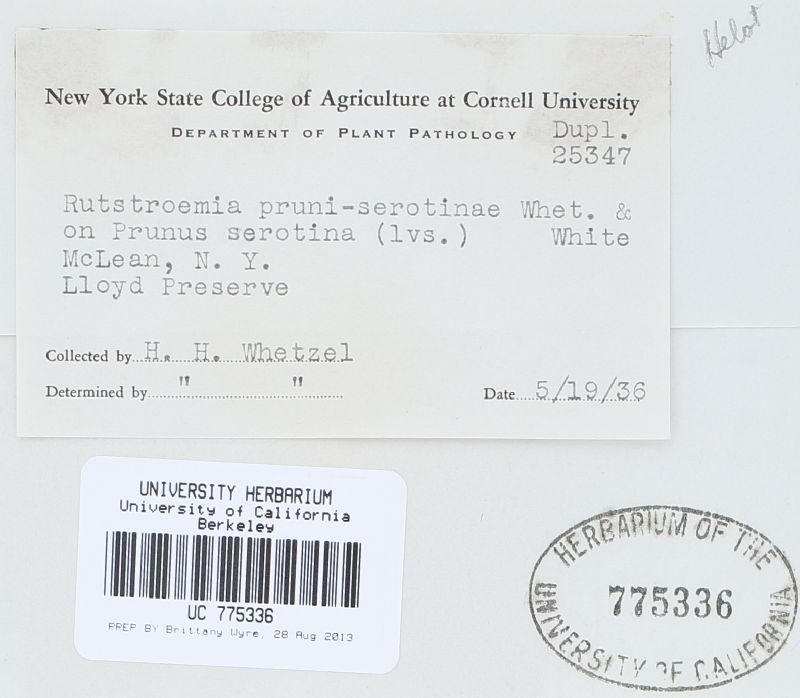 Helot
New York State College of Agriculture at Cornell University
DEPARTMENT OF PLANT PATHOLOGY Dupl.
25347
Rutstroemia pruni-serotinae Whet. &
on Prunus serotina (lvs.) White
McLean, N. Y.
Lloyd Preserve
Collected by H. H. Whetzel
Determined by " " Date 5/19/36
UNIVERSITY HERBARIUM
University of California
Berkeley
UC 775336
PREP BY Brittany Wyre, 28 Aug 2013
HERBARIUM OF THE
775336
UNIVERSITY OF CALIFORNIA